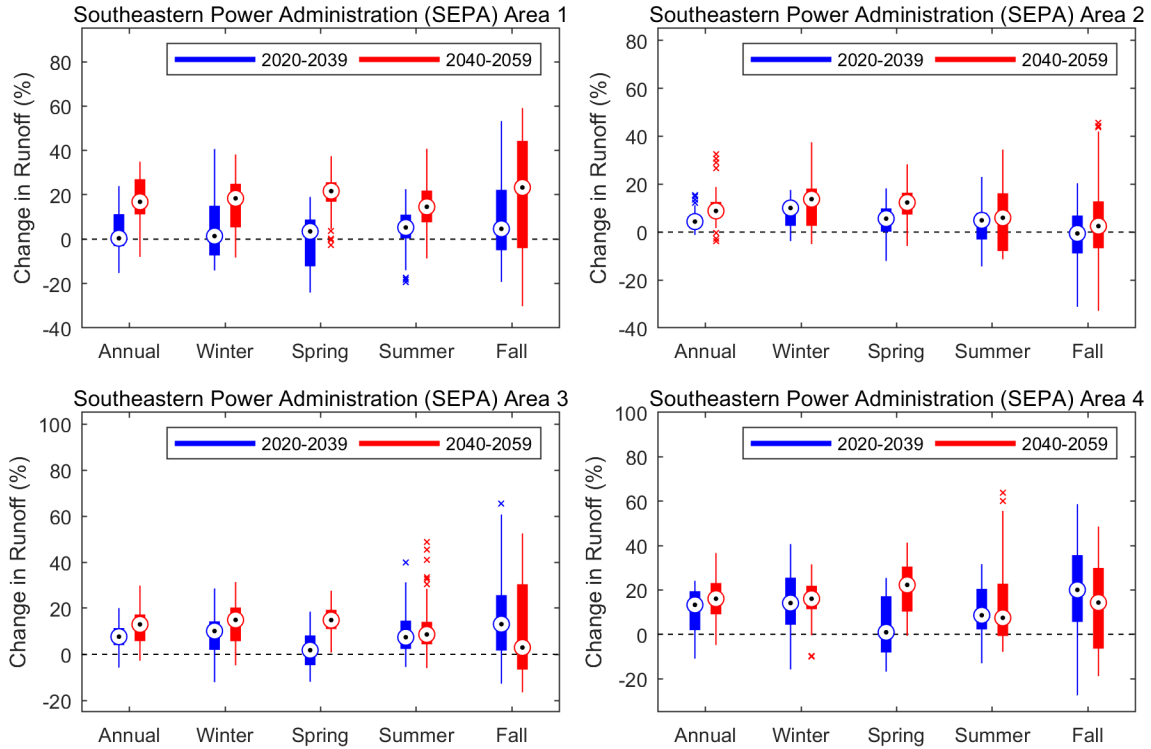 Southeastern Power Administration (SEPA) Area 1
Change in Runoff (%)
80
60
40
20
0
-20
-40
2020-2039 2040-2059
Annual Winter Spring Summer Fall
Southeastern Power Administration (SEPA) Area 2
Change in Runoff (%)
80
60
40
20
0
-20
-40
2020-2039 2040-2059
Annual Winter Spring Summer Fall
Southeastern Power Administration (SEPA) Area 3
Change in Runoff (%)
100
80
60
40
20
0
-20
2020-2039 2040-2059
Annual Winter Spring Summer Fall
Southeastern Power Administration (SEPA) Area 4
Change in Runoff (%)
100
80
60
40
20
0
-20
2020-2039 2040-2059
Annual Winter Spring Summer Fall